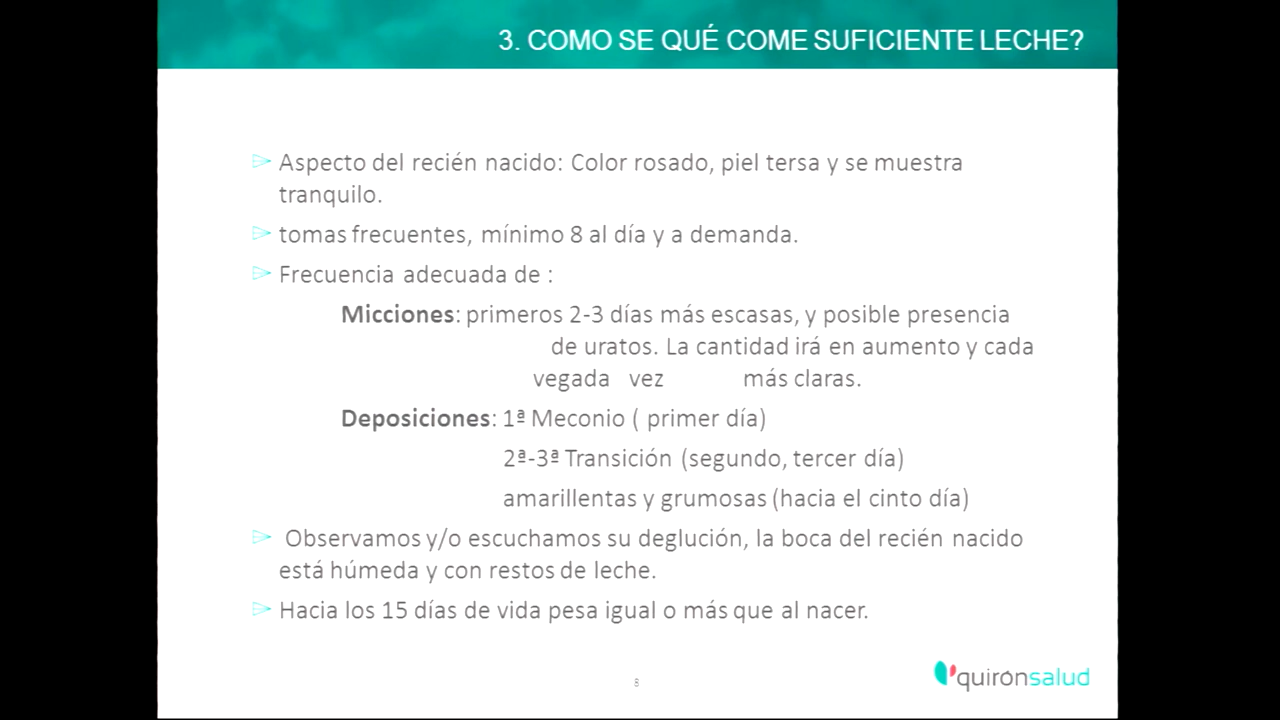 3. COMO SE QUÉ COME SUFICIENTE LECHE?
Aspecto del recién nacido: Color rosado, piel tersa y se muestra
tranquilo.
tomas frecuentes, mínimo 8 al día y a demanda.
Frecuencia adecuada de :
Micciones: primeros 2-3 días más escasas, y posible presencia
de uratos. La cantidad irá en aumento y cada
vegada vez más claras.
Deposiciones: 1ª Meconio ( primer día)
2ª-3ª Transición (segundo, tercer día)
amarillentas y grumosas (hacia el cinto día)
Observamos y/o escuchamos su deglución, la boca del recién nacido
está húmeda y con restos de leche.
Hacia los 15 días de vida pesa igual o más que al nacer.
quirónsalud